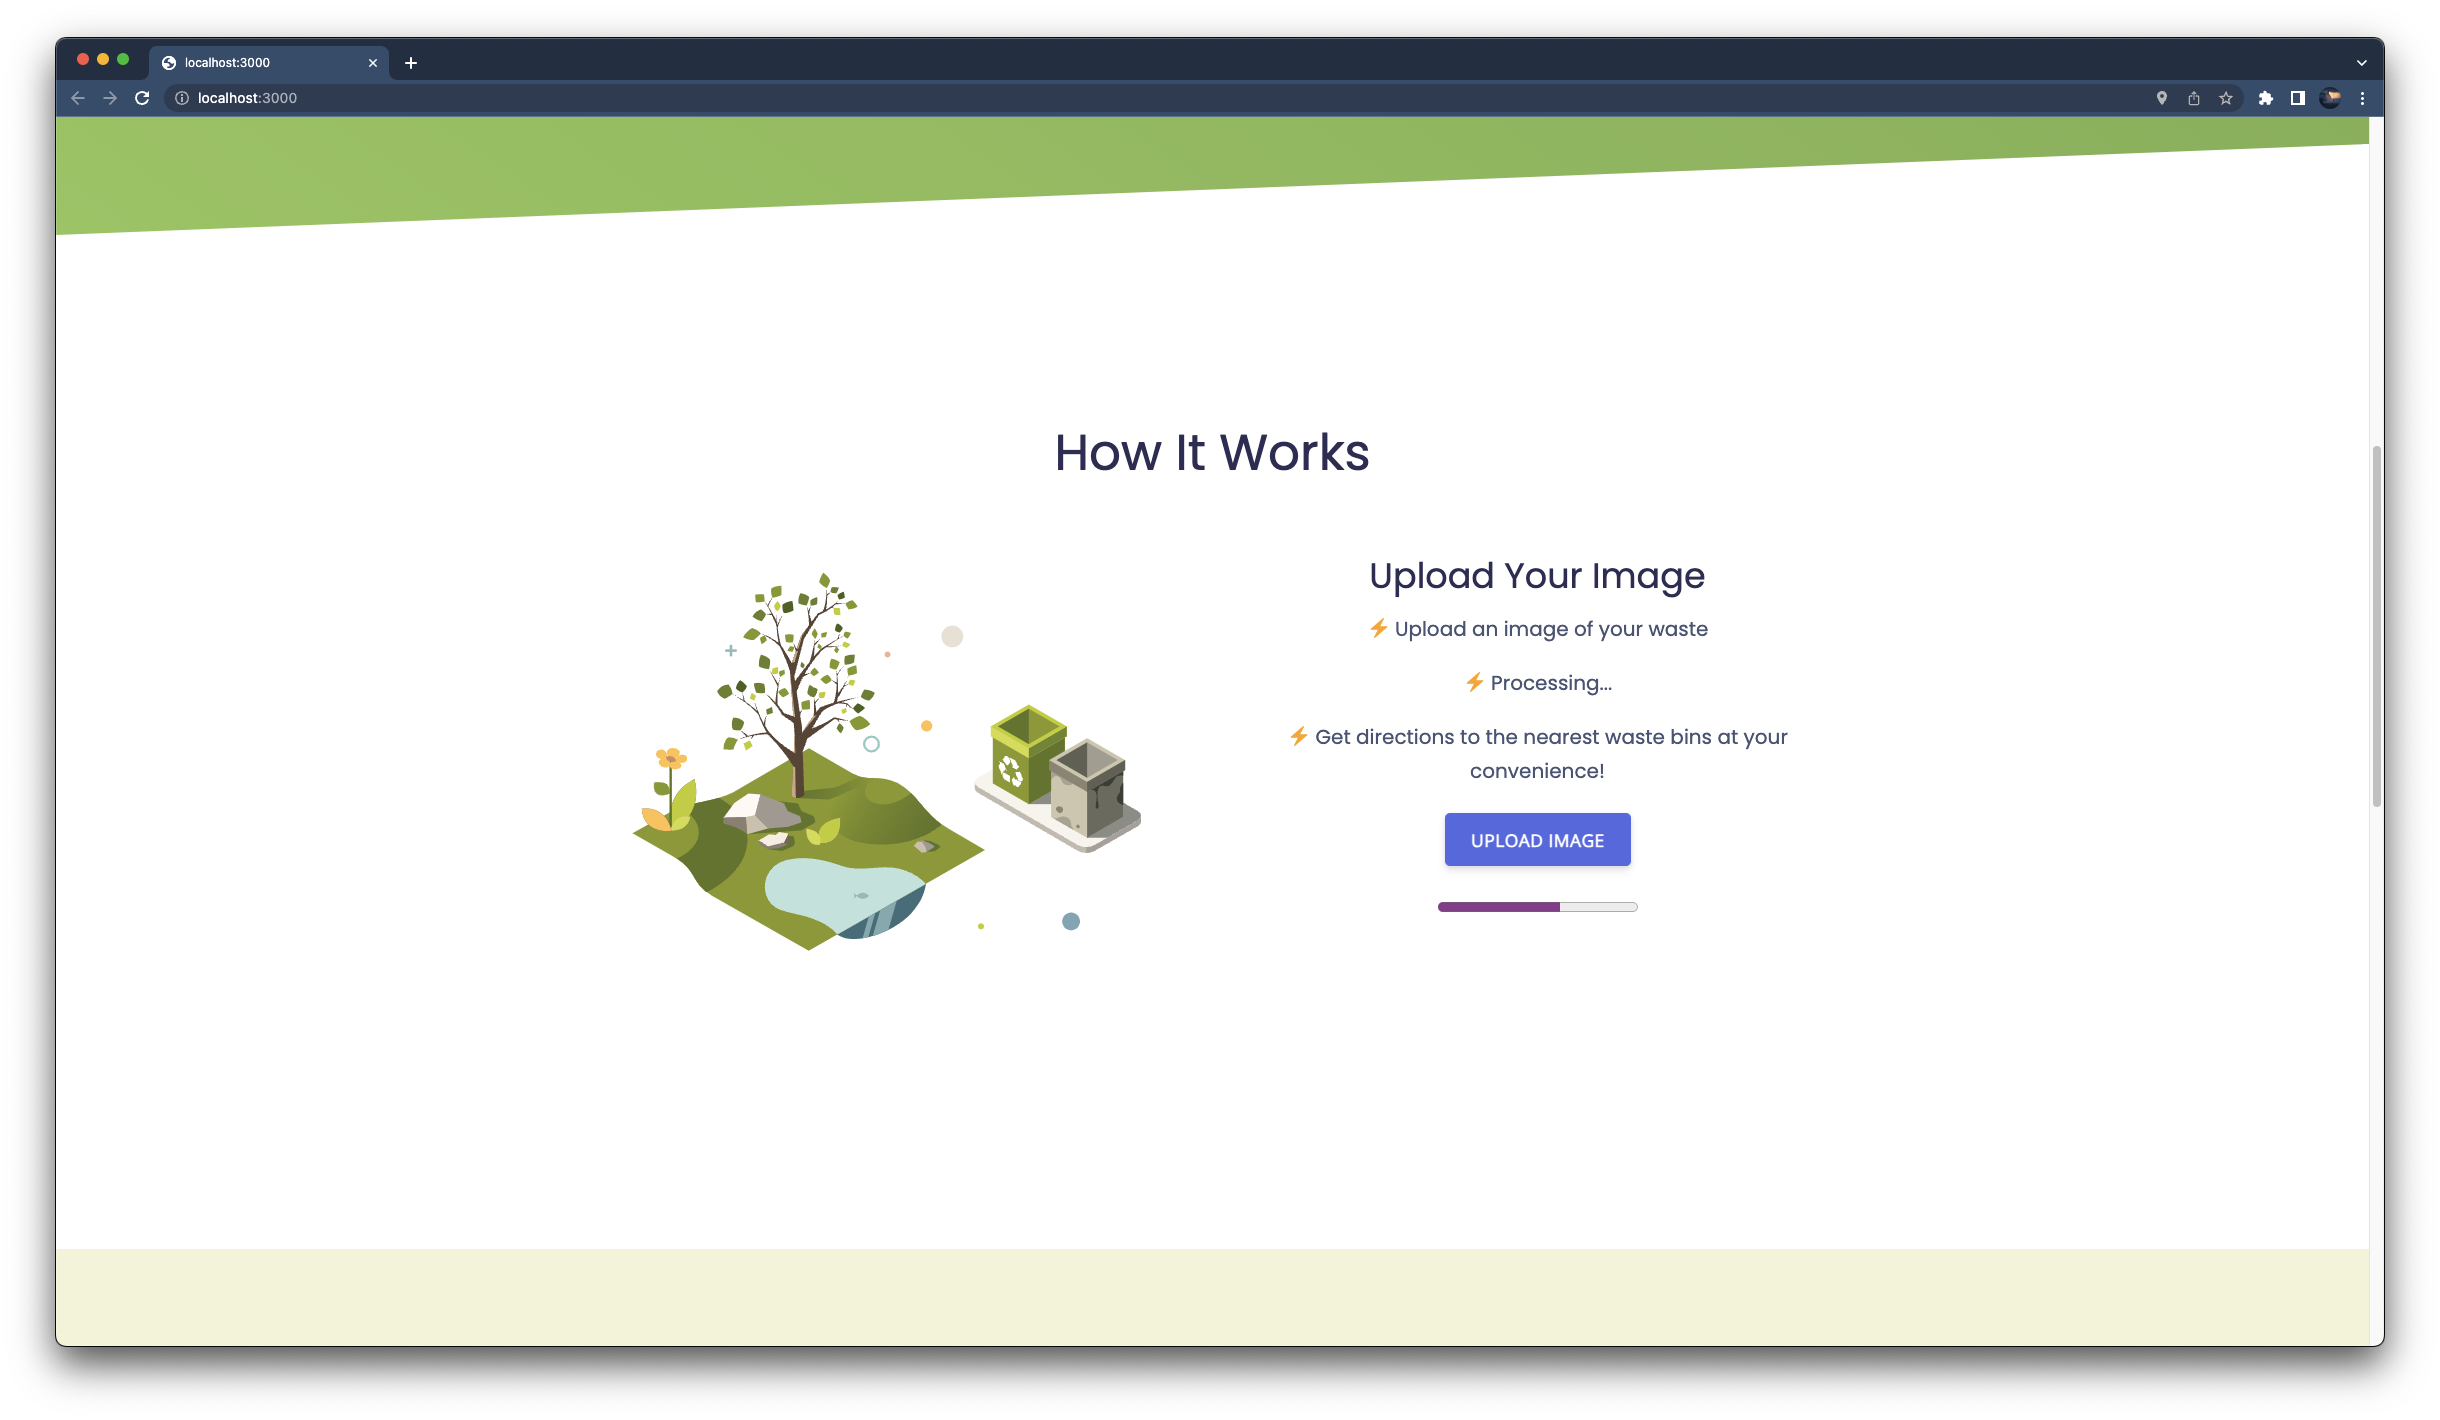 localhost:3000
localhost:3000
How It Works
Upload Your Image
⚡ Upload an image of your waste
⚡ Processing...
⚡ Get directions to the nearest waste bins at your
convenience!
UPLOAD IMAGE